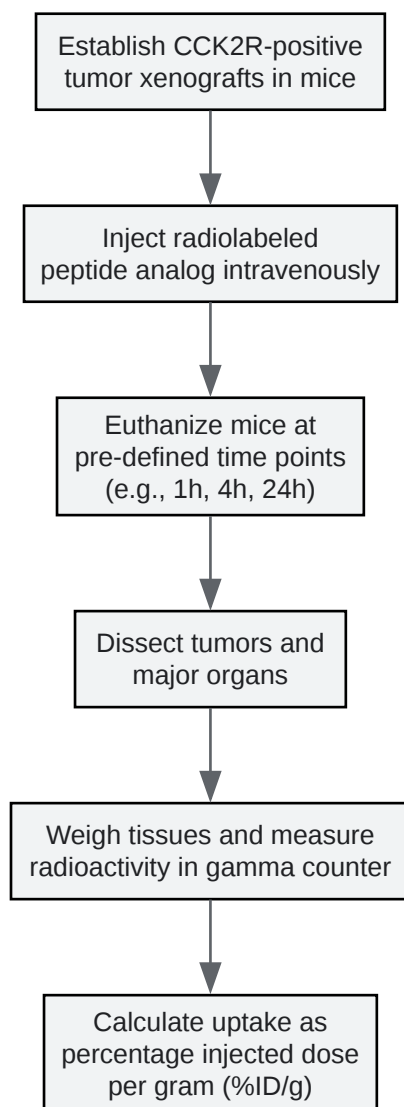 Establish CCK2R-positive
tumor xenografts in mice
Inject radiolabeled
peptide analog intravenously
Euthanize mice at
pre-defined time points
(e.g., 1h, 4h, 24h)
Dissect tumors and
major organs
Weigh tissues and measure
radioactivity in gamma counter
Calculate uptake as
percentage injected dose
per gram (%ID/g)